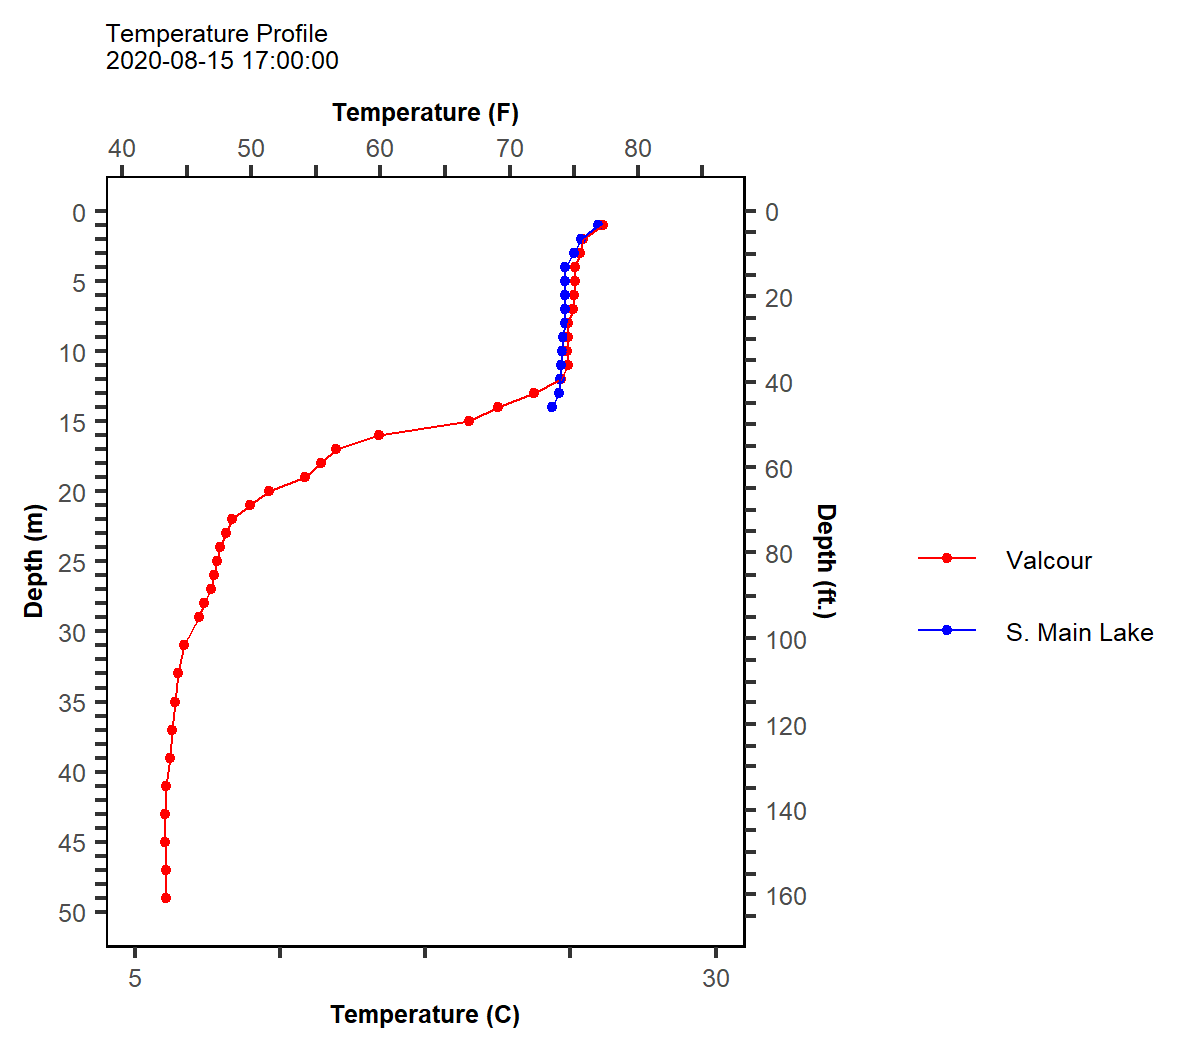 Temperature Profile
2020-08-15 17:00:00
Temperature (F)
40 50 60 70 80
0
5
10
15
20
25
30
35
40
45
50
Depth (m)
0
20
40
60
80
100
120
140
160
Depth (ft.)
Valcour
S. Main Lake
5 30
Temperature (C)